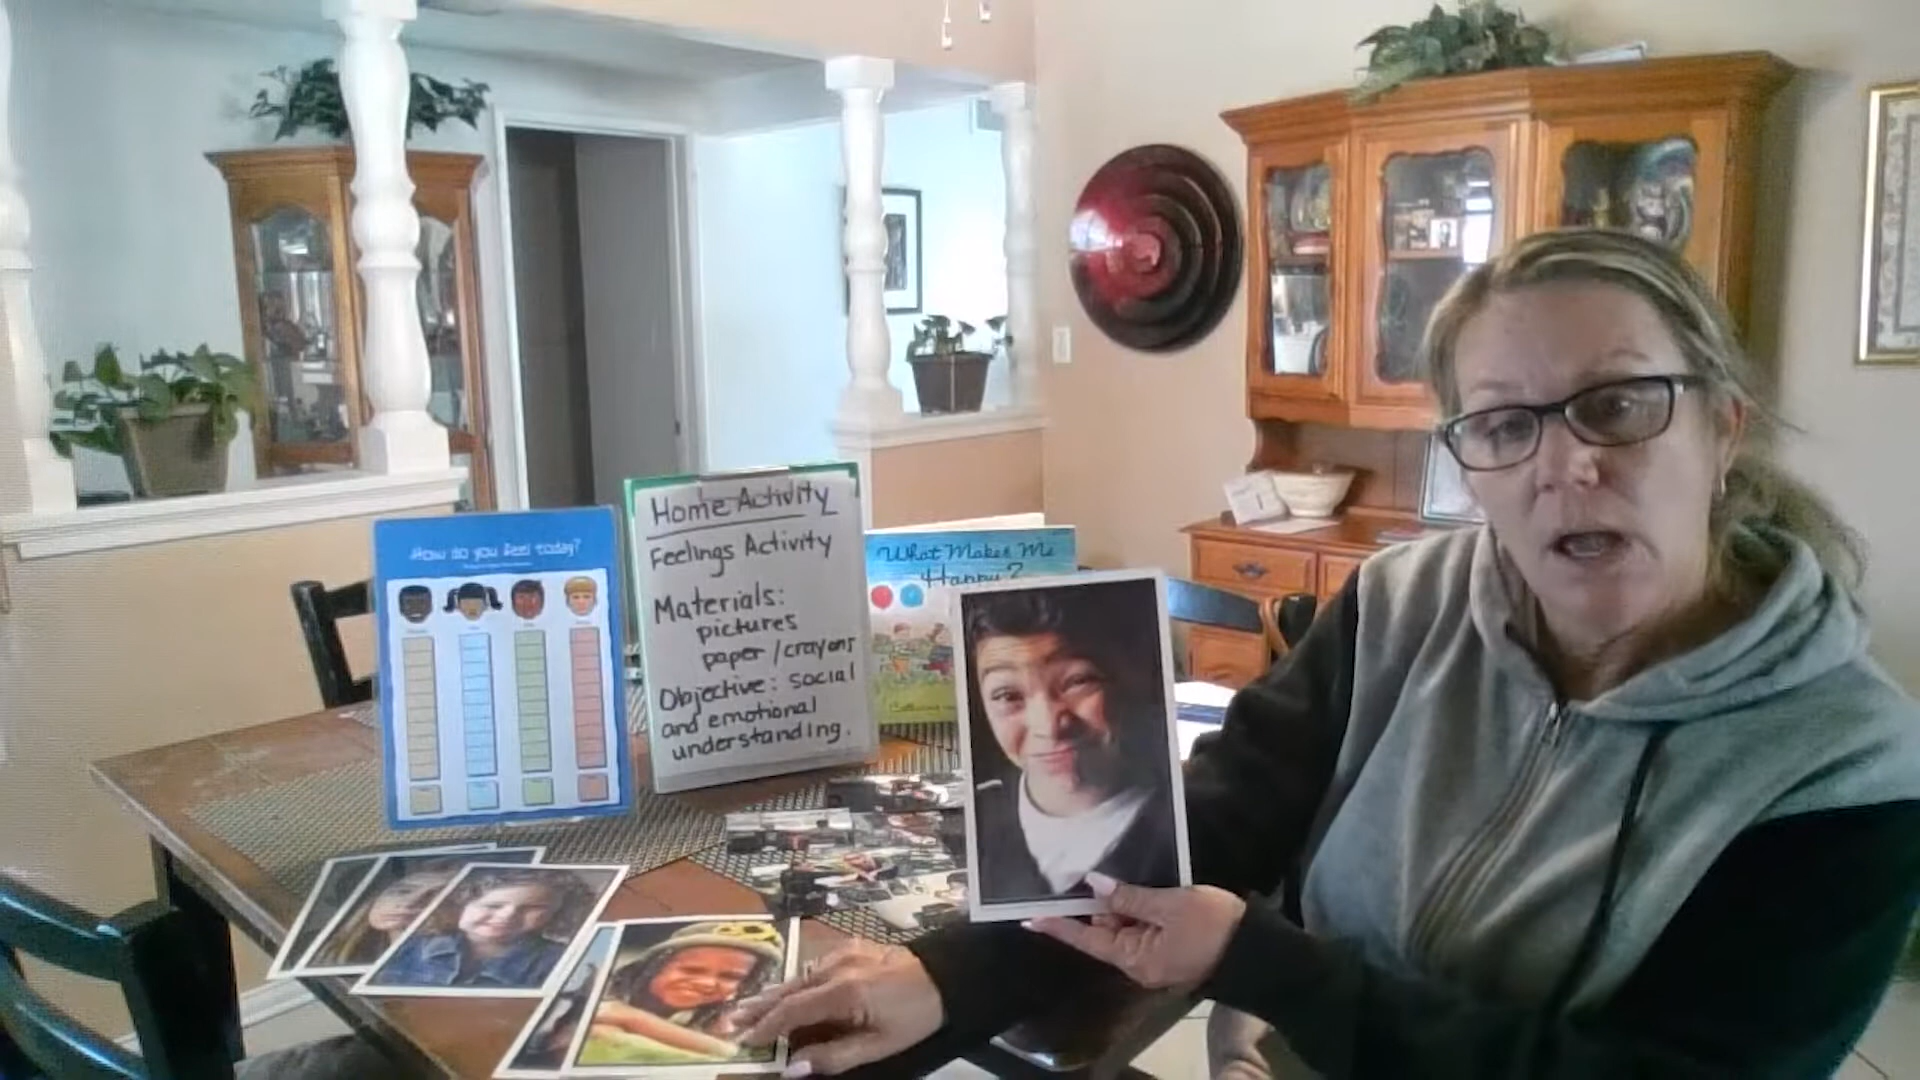 How do you feel today?
Home Activity
Feelings Activity
Materials:
pictures
paper/crayons
Objective: social
and emotional
understanding.
What Makes Me
Happy?